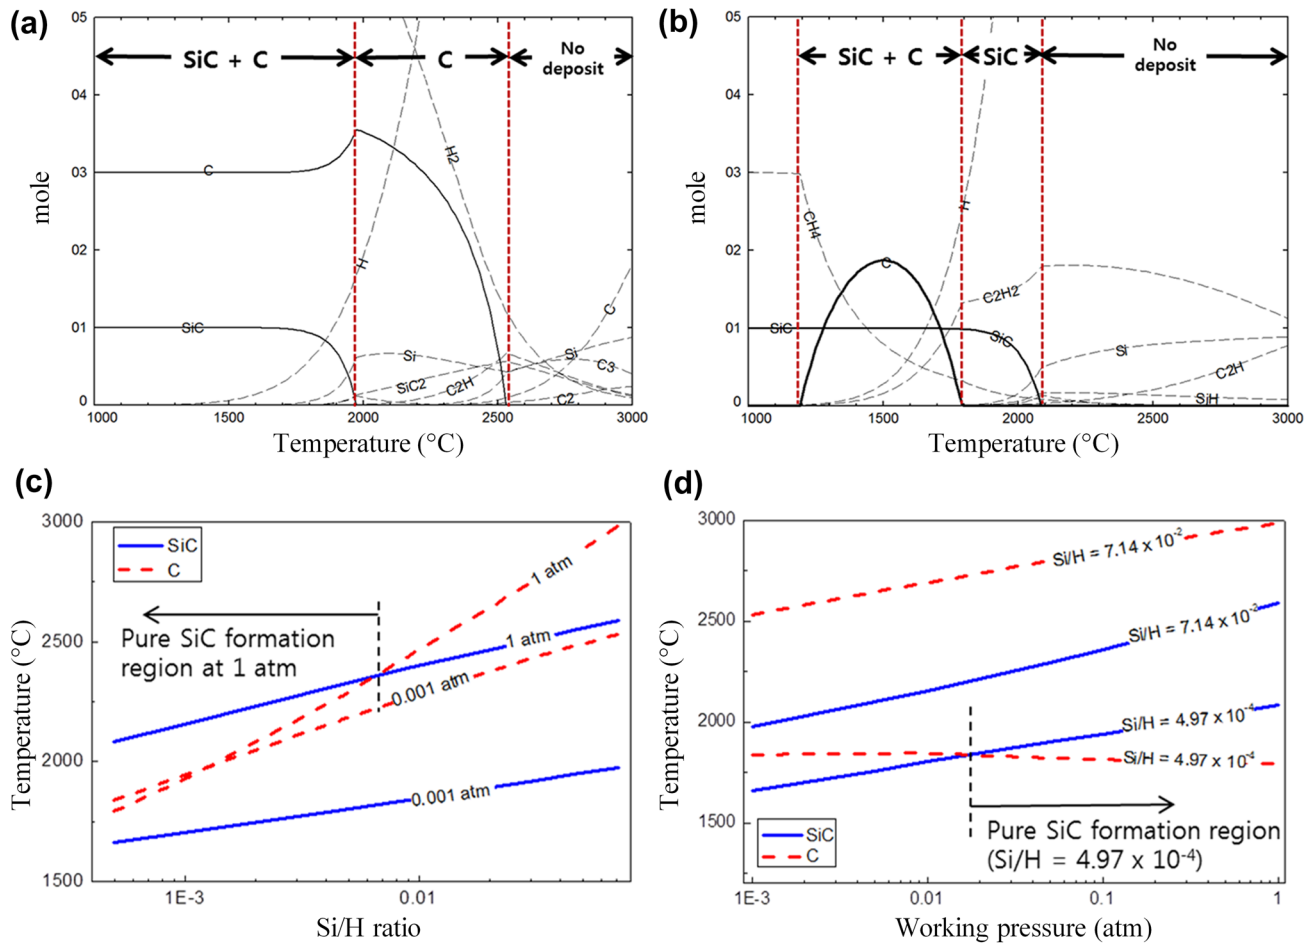 (a)
05
04
03
02
01
0
mole
SiC + C
C
No
deposit
C
H2
H
SiC
Si
SiC2
C2H
C
Si
C3
C2
1000
1500
2000
2500
3000
Temperature (°C)
(b)
05
04
03
02
01
0
mole
SiC + C
SiC
No
deposit
CH4
C
H
C2H2
SiC
SiC
Si
C2H
SiH
1000
1500
2000
2500
3000
Temperature (°C)
(c)
3000
2500
2000
1500
Temperature (°C)
SiC
C
Pure SiC formation
region at 1 atm
1 atm
1 atm
0.001 atm
0.001 atm
1E-3
0.01
Si/H ratio
(d)
3000
2500
2000
1500
Temperature (°C)
Si/H = 7.14 x 10⁻²
Si/H = 7.14 x 10⁻²
Si/H = 4.97 x 10⁻⁴
Si/H = 4.97 x 10⁻⁴
Pure SiC formation region
(Si/H = 4.97 x 10⁻⁴)
SiC
C
1E-3
0.01
0.1
1
Working pressure (atm)